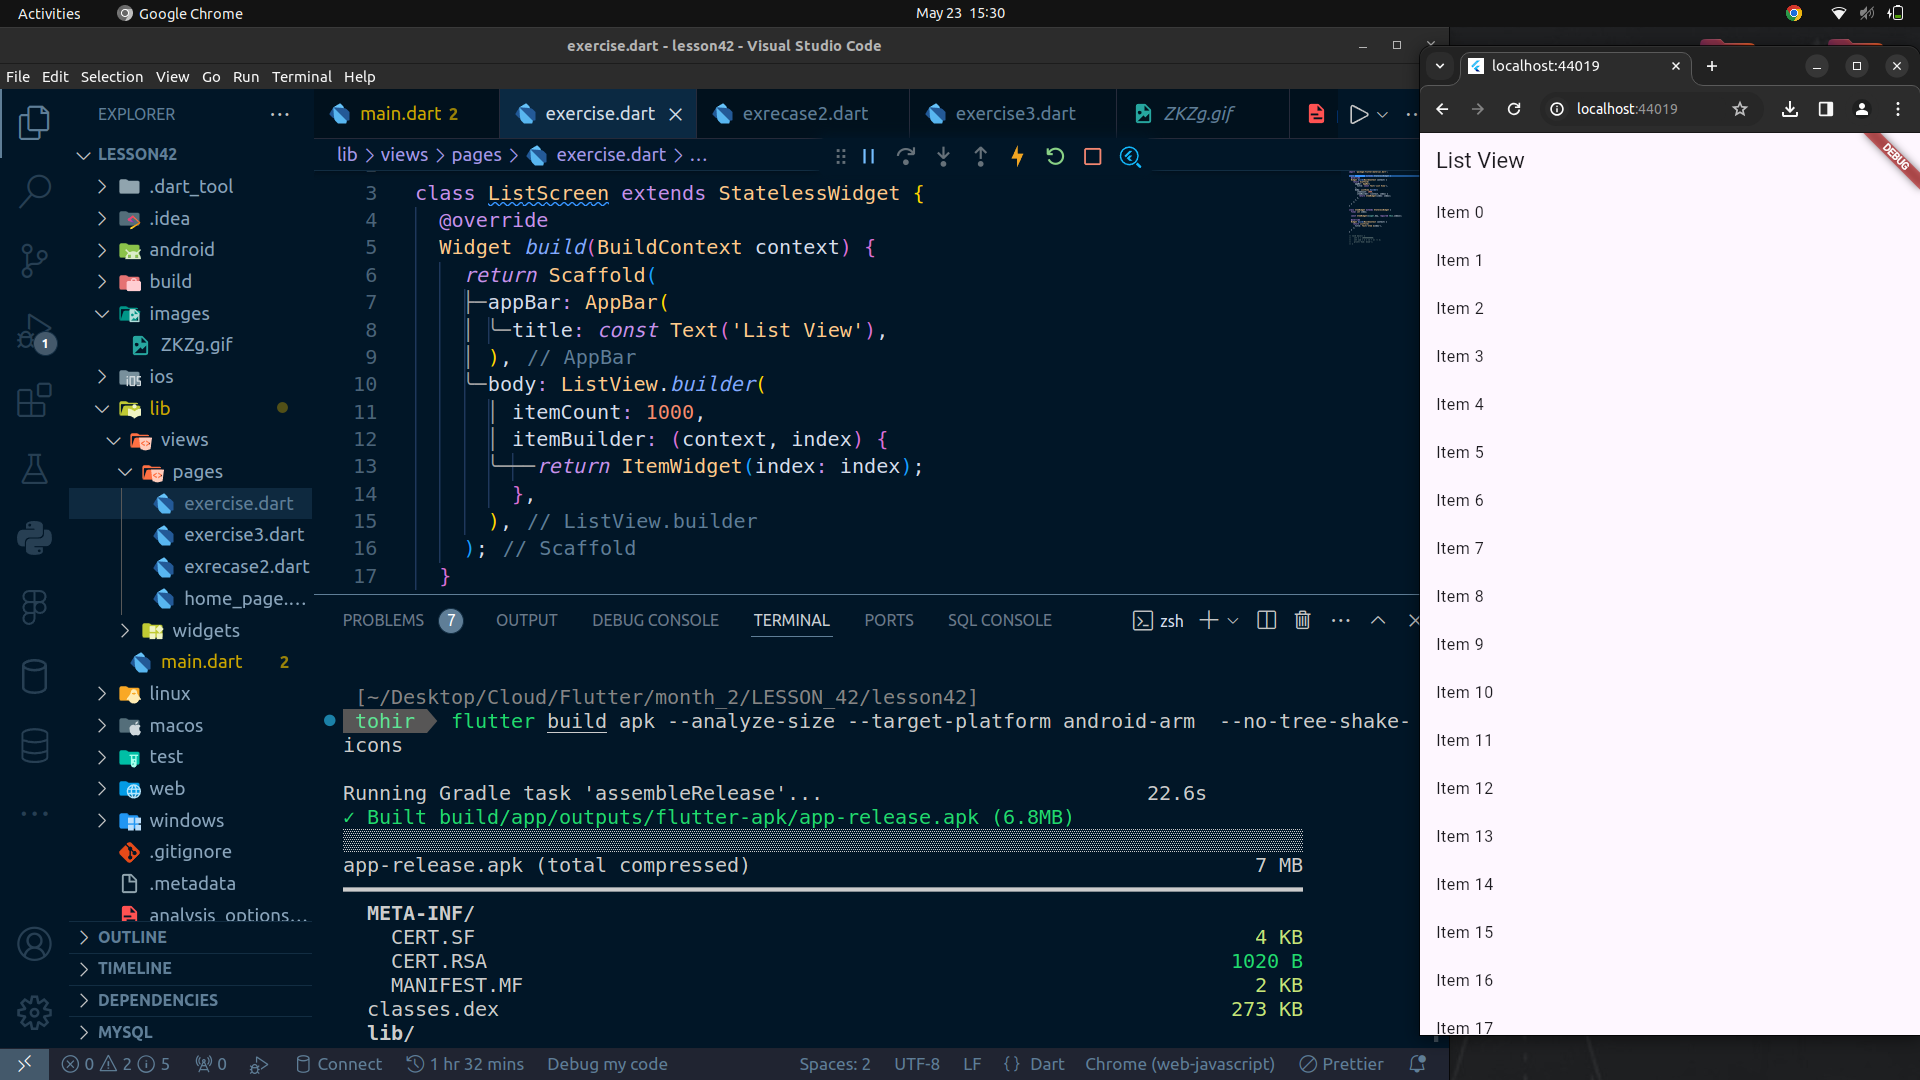 Activities
Google Chrome
May 23 15:30
exercise.dart - lesson42 - Visual Studio Code
File Edit Selection View Go Run Terminal Help
EXPLORER
LESSON42
.dart_tool
.idea
android
build
images
ZKZg.gif
ios
lib
views
pages
exercise.dart
exercise3.dart
exrecase2.dart
home_page....
widgets
main.dart 2
linux
macos
test
web
windows
.gitignore
.metadata
analysis_options...
OUTLINE
TIMELINE
DEPENDENCIES
MYSQL
1
main.dart 2
exercise.dart
exrecase2.dart
exercise3.dart
ZKZg.gif
lib > views > pages > exercise.dart > ...
3 class ListScreen extends StatelessWidget {
4 @override
5 Widget build(BuildContext context) {
6 return Scaffold(
7 appBar: AppBar(
8 title: const Text('List View'),
9 ), // AppBar
10 body: ListView.builder(
11 itemCount: 1000,
12 itemBuilder: (context, index) {
13 return ItemWidget(index: index);
14 },
15 ), // ListView.builder
16 ); // Scaffold
17 }
PROBLEMS 7 OUTPUT DEBUG CONSOLE TERMINAL PORTS SQL CONSOLE
zsh
[~/Desktop/Cloud/Flutter/month_2/LESSON_42/lesson42]
tohir flutter build apk --analyze-size --target-platform android-arm --no-tree-shake-
icons
Running Gradle task 'assembleRelease'... 22.6s
✓ Built build/app/outputs/flutter-apk/app-release.apk (6.8MB)
app-release.apk (total compressed) 7 MB
META-INF/
CERT.SF 4 KB
CERT.RSA 1020 B
MANIFEST.MF 2 KB
classes.dex 273 KB
lib/
0 2 5 0 Connect 1 hr 32 mins Debug my code Spaces: 2 UTF-8 LF {} Dart Chrome (web-javascript) Prettier
localhost:44019
localhost:44019
List View
DEBUG
Item 0
Item 1
Item 2
Item 3
Item 4
Item 5
Item 6
Item 7
Item 8
Item 9
Item 10
Item 11
Item 12
Item 13
Item 14
Item 15
Item 16
Item 17